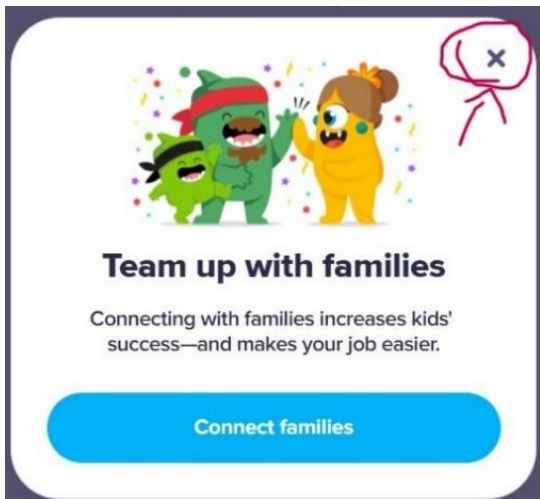 Team up with families
Connecting with families increases kids'
success—and makes your job easier.
Connect families